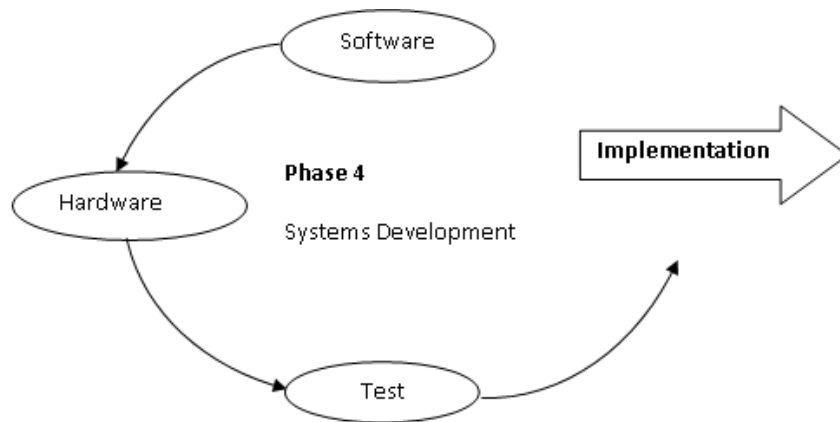 Software
Implementation
Phase 4
Hardware
Systems Development
Test